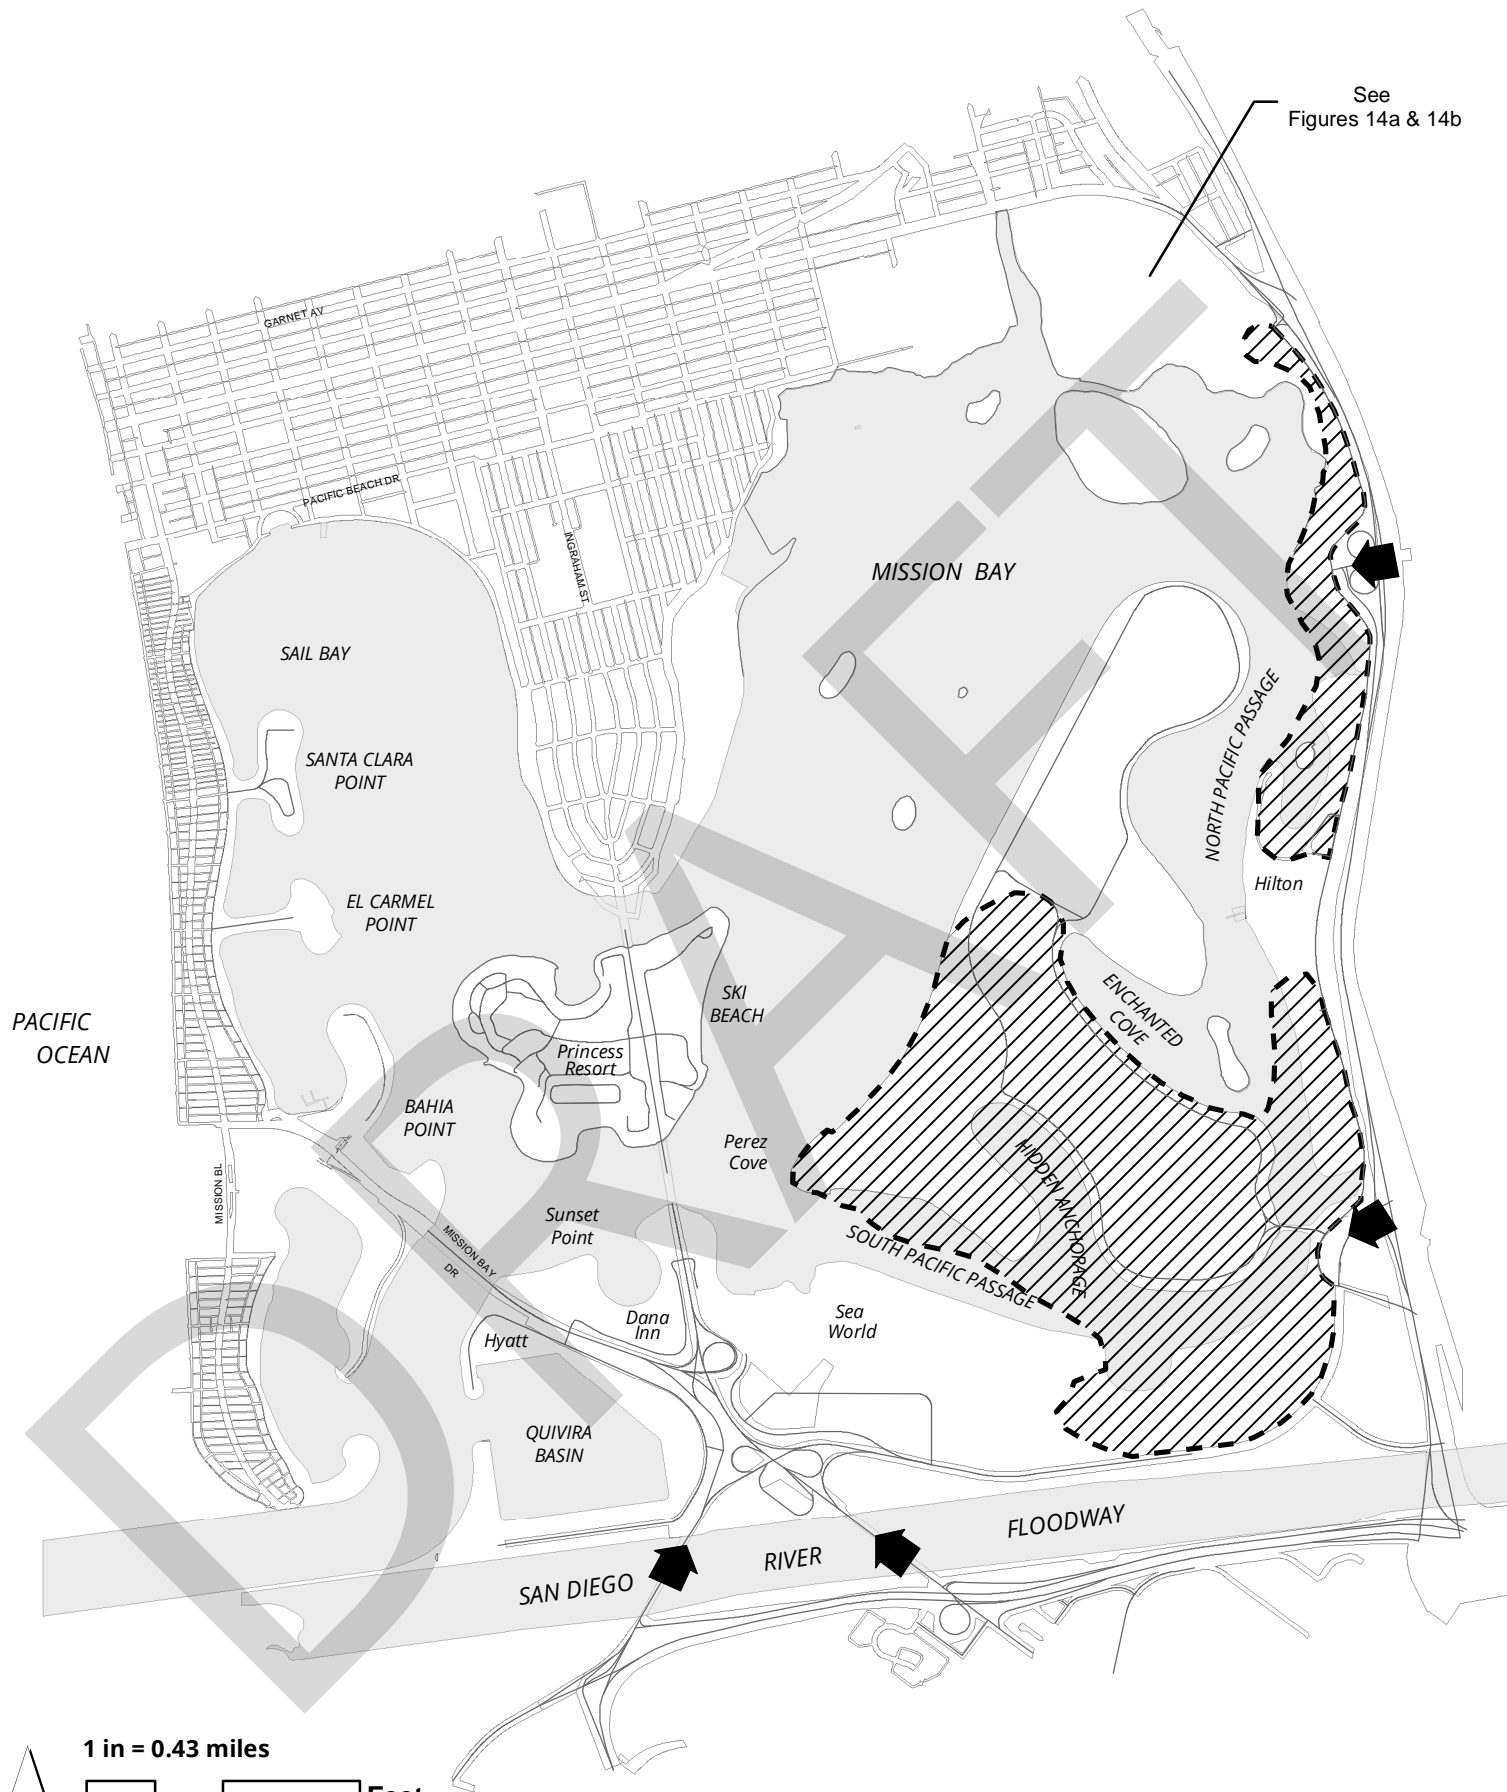 See
Figures 14a & 14b
GARNET AV
PACIFIC BEACH DR
INGRAHAM ST
MISSION BAY
SAIL BAY
SANTA CLARA
POINT
NORTH PACIFIC PASSAGE
Hilton
EL CARMEL
POINT
SKI
BEACH
ENCHANTED
COVE
PACIFIC
OCEAN
Princess
Resort
BAHIA
POINT
Perez
Cove
HIDDEN ANCHORAGE
MISSION BL
Sunset
Point
MISSION BAY
DR
SOUTH PACIFIC PASSAGE
Dana
Inn
Sea
World
Hyatt
QUIVIRA
BASIN
SAN DIEGO RIVER FLOODWAY
DRAFT
1 in = 0.43 miles
Feet